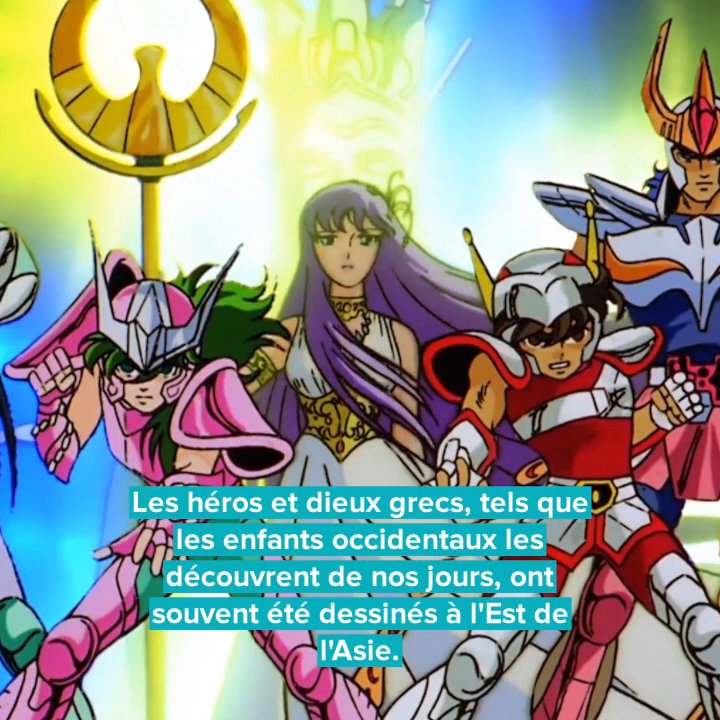 Les héros et dieux grecs, tels que
les enfants occidentaux les
découvrent de nos jours, ont
souvent été dessinés à l'Est de
l'Asie.